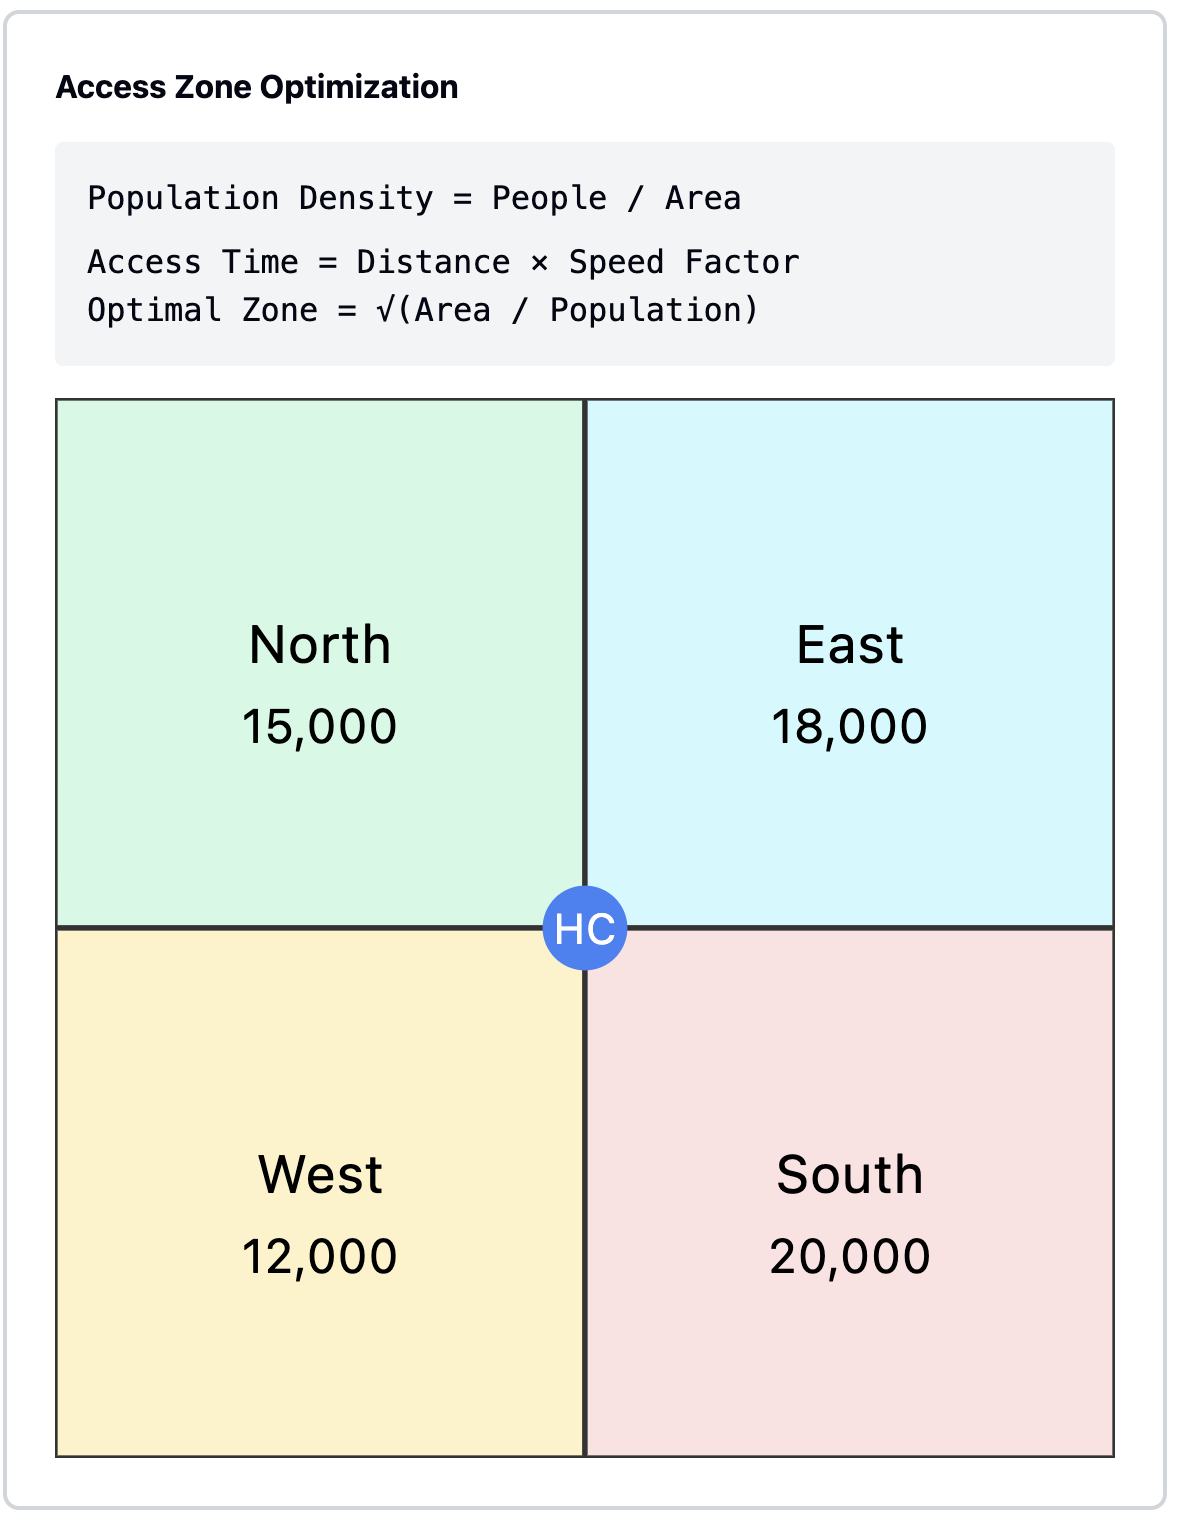 Access Zone Optimization
Population Density = People / Area
Access Time = Distance × Speed Factor
Optimal Zone = √(Area / Population)
North
15,000
East
18,000
HC
West
12,000
South
20,000